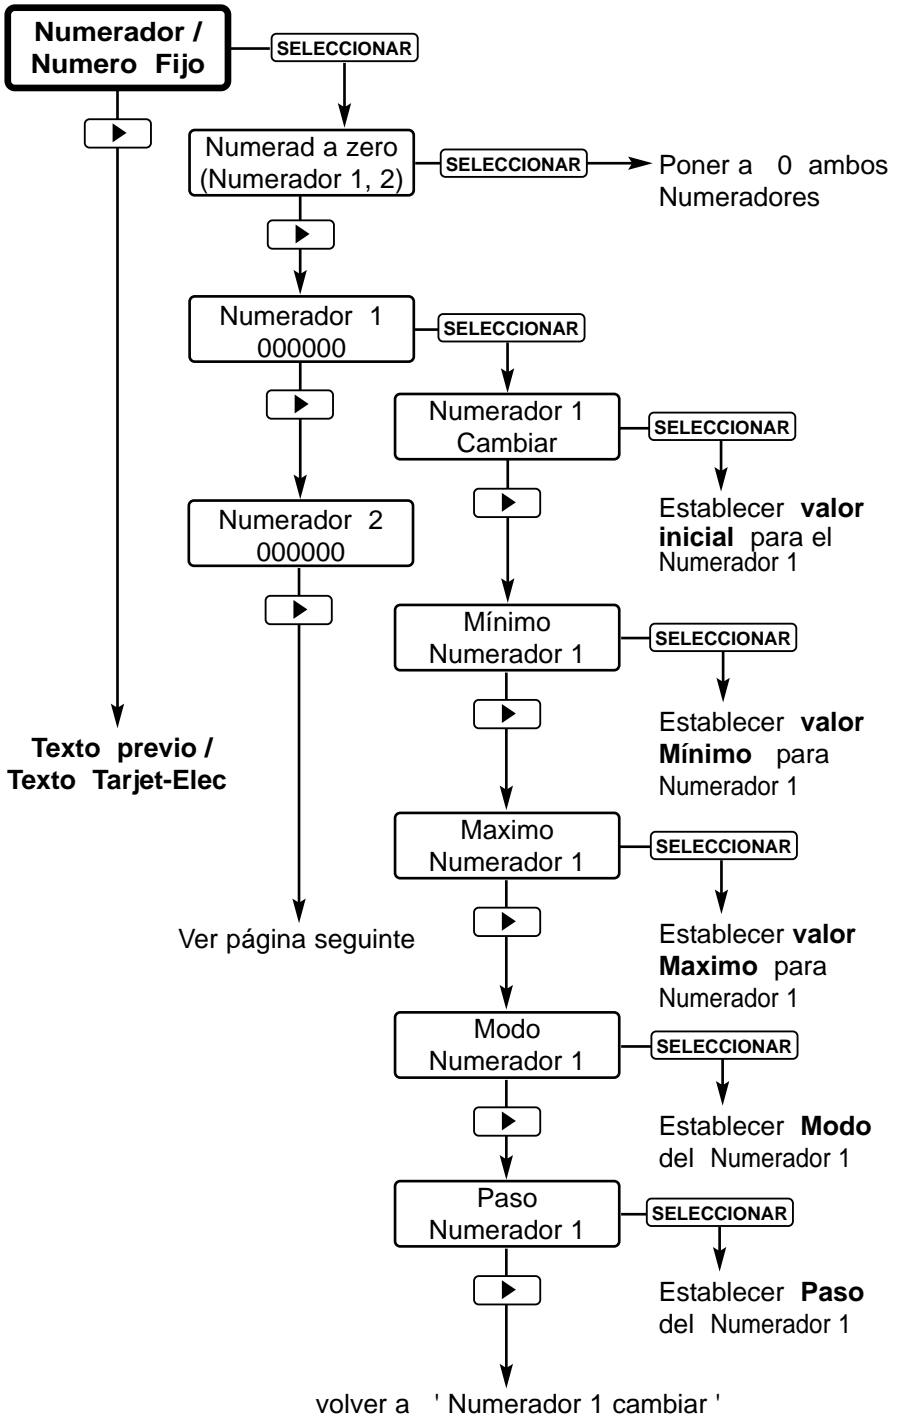 Numerador /
Numero Fijo
SELECCIONAR
Numerad a zero
(Numerador 1, 2)
SELECCIONAR
Poner a 0 ambos
Numeradores
Numerador 1
000000
SELECCIONAR
Numerador 1
Cambiar
SELECCIONAR
Establecer valor
inicial para el
Numerador 1
Numerador 2
000000
Mínimo
Numerador 1
SELECCIONAR
Establecer valor
Mínimo para
Numerador 1
Texto previo /
Texto Tarjet-Elec
Maximo
Numerador 1
SELECCIONAR
Establecer valor
Maximo para
Numerador 1
Ver página seguinte
Modo
Numerador 1
SELECCIONAR
Establecer Modo
del Numerador 1
Paso
Numerador 1
SELECCIONAR
Establecer Paso
del Numerador 1
volver a ' Numerador 1 cambiar '